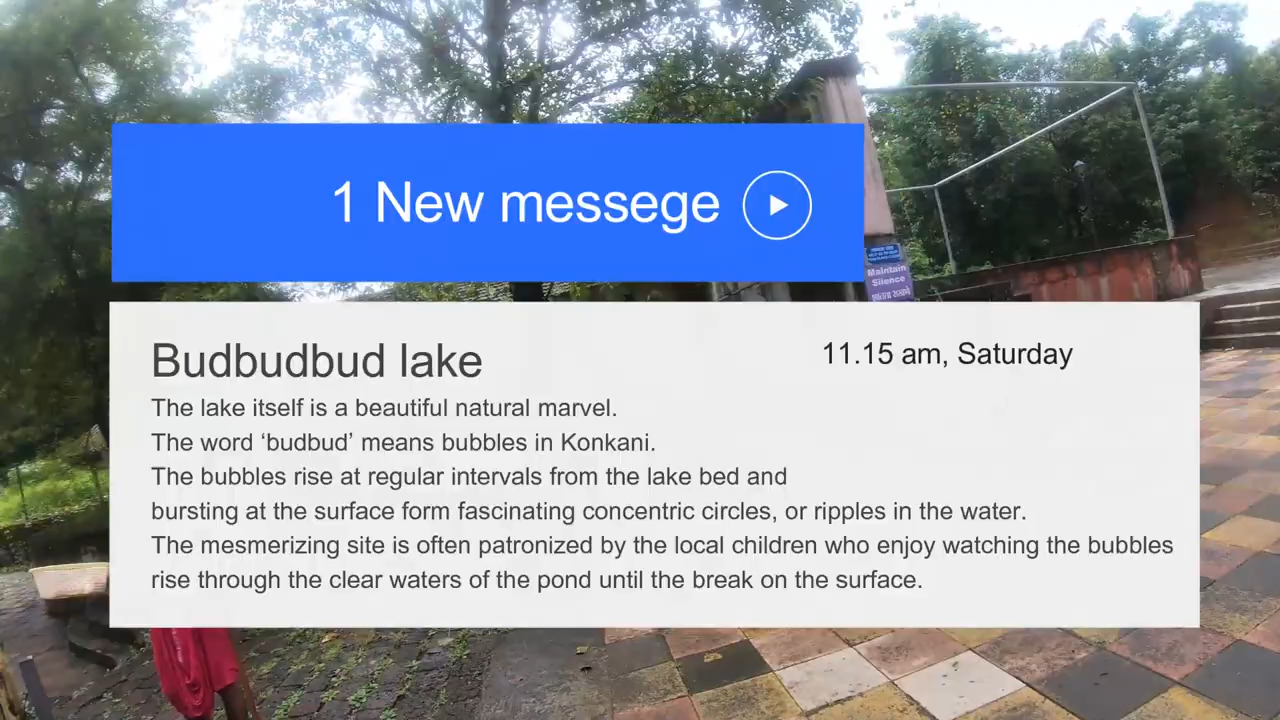 1 New messege
Maintain
Silence
Budbudbud lake
11.15 am, Saturday
The lake itself is a beautiful natural marvel.
The word ‘budbud’ means bubbles in Konkani.
The bubbles rise at regular intervals from the lake bed and
bursting at the surface form fascinating concentric circles, or ripples in the water.
The mesmerizing site is often patronized by the local children who enjoy watching the bubbles
rise through the clear waters of the pond until the break on the surface.